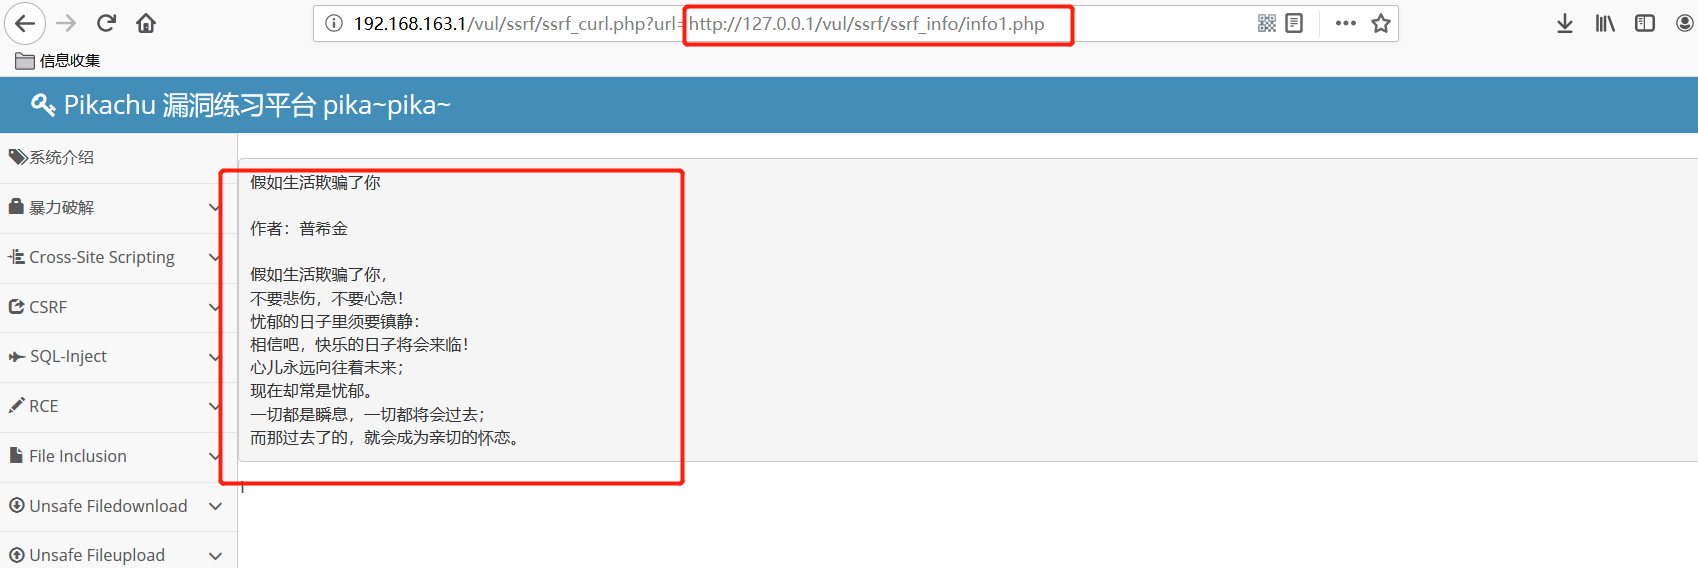 192.168.163.1/vul/ssrf/ssrf_curl.php?url=http://127.0.0.1/vul/ssrf/ssrf_info/info1.php
信息收集
Pikachu 漏洞练习平台 pika~pika~
系统介绍
暴力破解
Cross-Site Scripting
CSRF
SQL-Inject
RCE
File Inclusion
Unsafe Filedownload
Unsafe Fileupload
假如生活欺骗了你
作者：普希金
假如生活欺骗了你，
不要悲伤，不要心急！
忧郁的日子里须要镇静：
相信吧，快乐的日子将会来临！
心儿永远向往着未来；
现在却常是忧郁。
一切都是瞬息，一切都将会过去；
而那过去了的，就会成为亲切的怀恋。